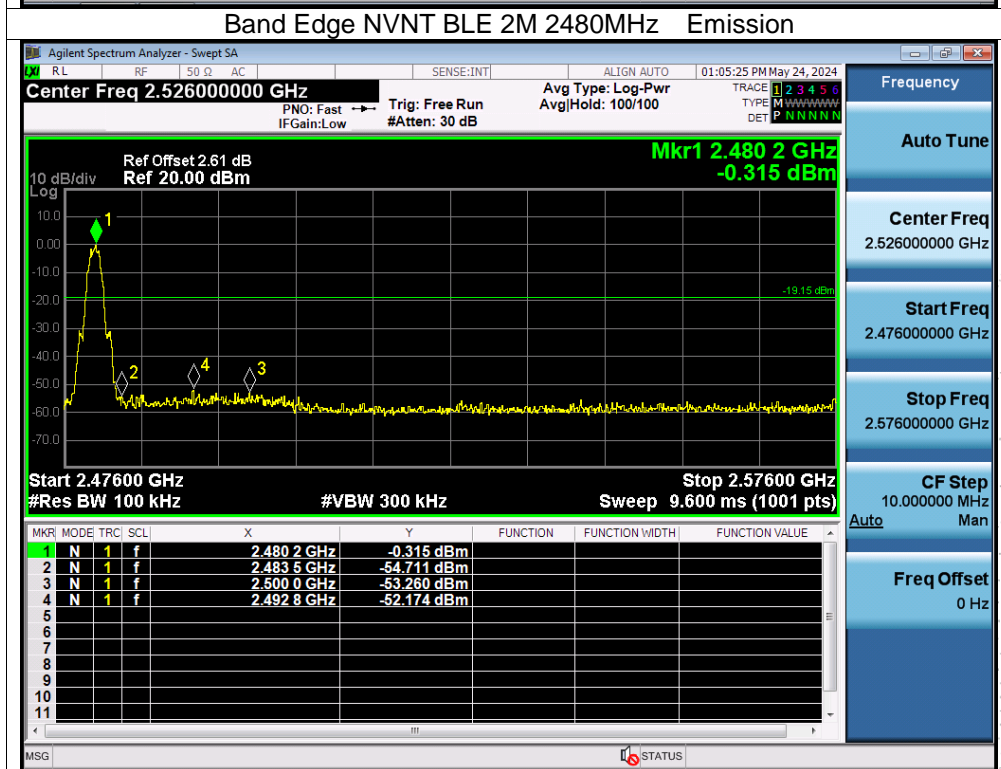 Band Edge NVNT BLE 2M 2480MHz Emission
Agilent Spectrum Analyzer - Swept SA
LXI RL RF 50 Ω AC SENSE:INT ALIGN AUTO 01:05:25 PM May 24, 2024
Center Freq 2.526000000 GHz
PNO: Fast
IFGain:Low
Trig: Free Run
#Atten: 30 dB
Avg Type: Log-Pwr
Avg|Hold: 100/100
TRACE 1 2 3 4 5 6
TYPE M WWWWW
DET P N N N N N
Frequency
Auto Tune
Center Freq
2.526000000 GHz
Start Freq
2.476000000 GHz
Stop Freq
2.576000000 GHz
CF Step
10.000000 MHz
Auto Man
Freq Offset
0 Hz
Mkr1 2.480 2 GHz
-0.315 dBm
Ref Offset 2.61 dB
10 dB/div Ref 20.00 dBm
Log
10.0
0.00
-10.0
-20.0
-30.0
-40.0
-50.0
-60.0
-70.0
1
2
4
3
-19.15 dBm
Start 2.47600 GHz Stop 2.57600 GHz
#Res BW 100 kHz #VBW 300 kHz Sweep 9.600 ms (1001 pts)
MKR MODE TRC SCL X Y FUNCTION FUNCTION WIDTH FUNCTION VALUE
1 N 1 f 2.480 2 GHz -0.315 dBm
2 N 1 f 2.483 5 GHz -54.711 dBm
3 N 1 f 2.500 0 GHz -53.260 dBm
4 N 1 f 2.492 8 GHz -52.174 dBm
5
6
7
8
9
10
11
MSG STATUS